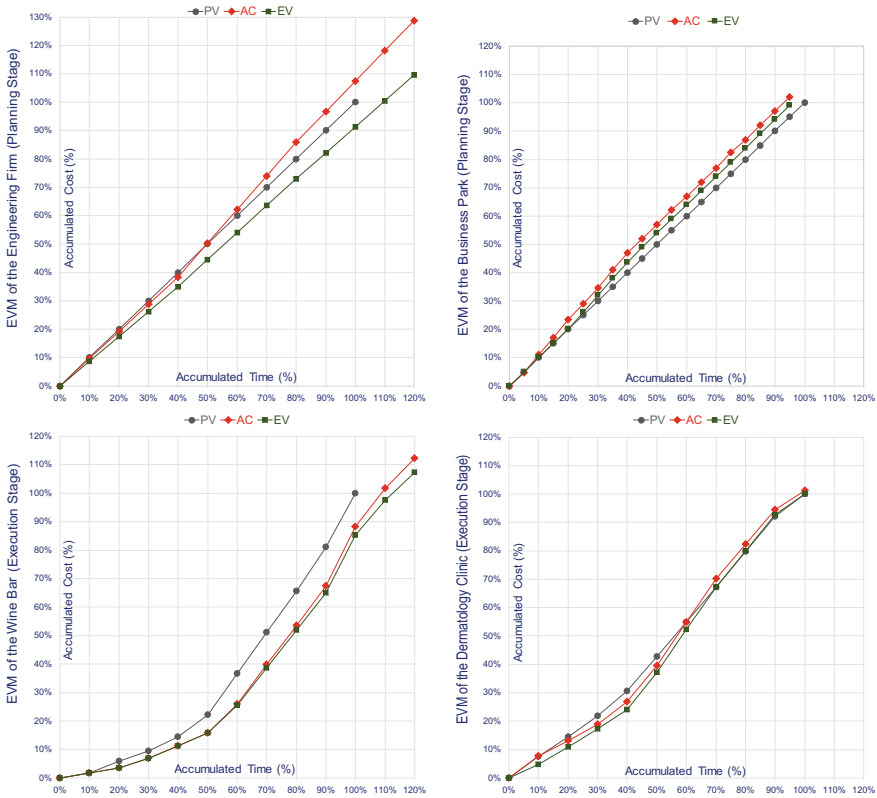 PV AC EV
EVM of the Engineering Firm (Planning Stage)
Accumulated Cost (%)
130%
120%
110%
100%
90%
80%
70%
60%
50%
40%
30%
20%
10%
0%
Accumulated Time (%)
0% 10% 20% 30% 40% 50% 60% 70% 80% 90% 100% 110% 120%
PV AC EV
EVM of the Business Park (Planning Stage)
Accumulated Cost (%)
120%
110%
100%
90%
80%
70%
60%
50%
40%
30%
20%
10%
0%
Accumulated Time (%)
0% 10% 20% 30% 40% 50% 60% 70% 80% 90% 100% 110% 120%
PV AC EV
EVM of the Wine Bar (Execution Stage)
Accumulated Cost (%)
120%
110%
100%
90%
80%
70%
60%
50%
40%
30%
20%
10%
0%
Accumulated Time (%)
0% 10% 20% 30% 40% 50% 60% 70% 80% 90% 100% 110% 120%
PV AC EV
EVM of the Dermatology Clinic (Execution Stage)
Accumulated Cost (%)
120%
110%
100%
90%
80%
70%
60%
50%
40%
30%
20%
10%
0%
Accumulated Time (%)
0% 10% 20% 30% 40% 50% 60% 70% 80% 90% 100% 110% 120%